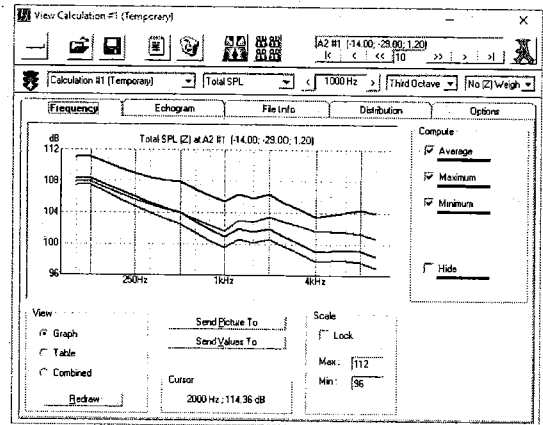 View Calculation #1 (Temporary)
A2 #1 (-14.00; -29.00; 1.20)
|< < << 10 >> > >|
Calculation #1 (Temporary) Total SPL < 1000 Hz > Third Octave No [Z] Weigh
Frequency Echogram File Info Distribution Options
dB Total SPL (Z) at A2 #1 (-14.00; -29.00; 1.20)
112
108
104
100
96
250Hz 1kHz 4kHz
Compute
Average
Maximum
Minimum
Hide
View
Graph
Table
Combined
Redraw
Send Picture To
Send Values To
Cursor
2000 Hz ; 114.36 dB
Scale
Lock
Max : 112
Min : 96